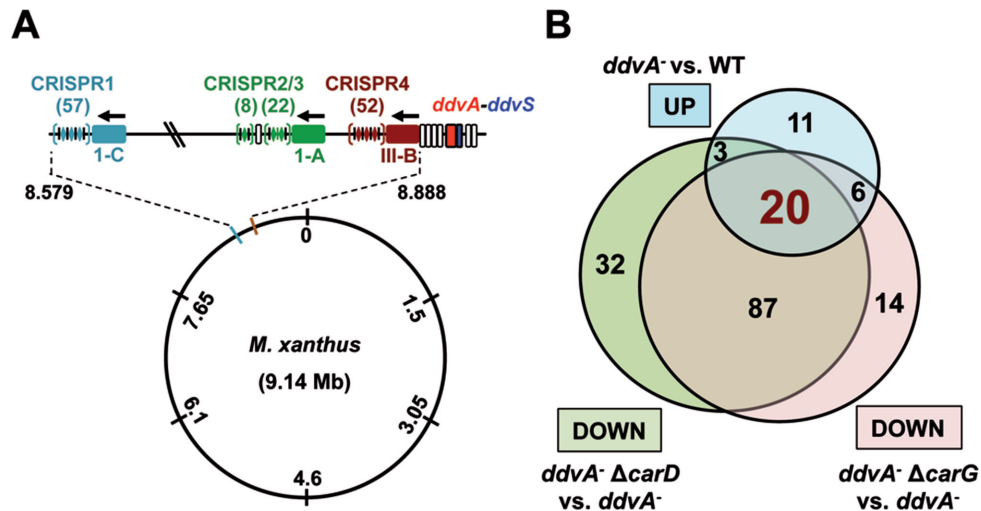 A
CRISPR1 CRISPR2/3 CRISPR4
(57) (8) (22) (52) ddvA-ddvS
1-C 1-A III-B
8.579 8.888
0
7.65 1.5
M. xanthus
(9.14 Mb)
6.1 3.05
4.6
B
ddvA- vs. WT
UP
11
3
6
20
32
87
14
DOWN
ddvA- ΔcarD
vs. ddvA-
DOWN
ddvA- ΔcarG
vs. ddvA-